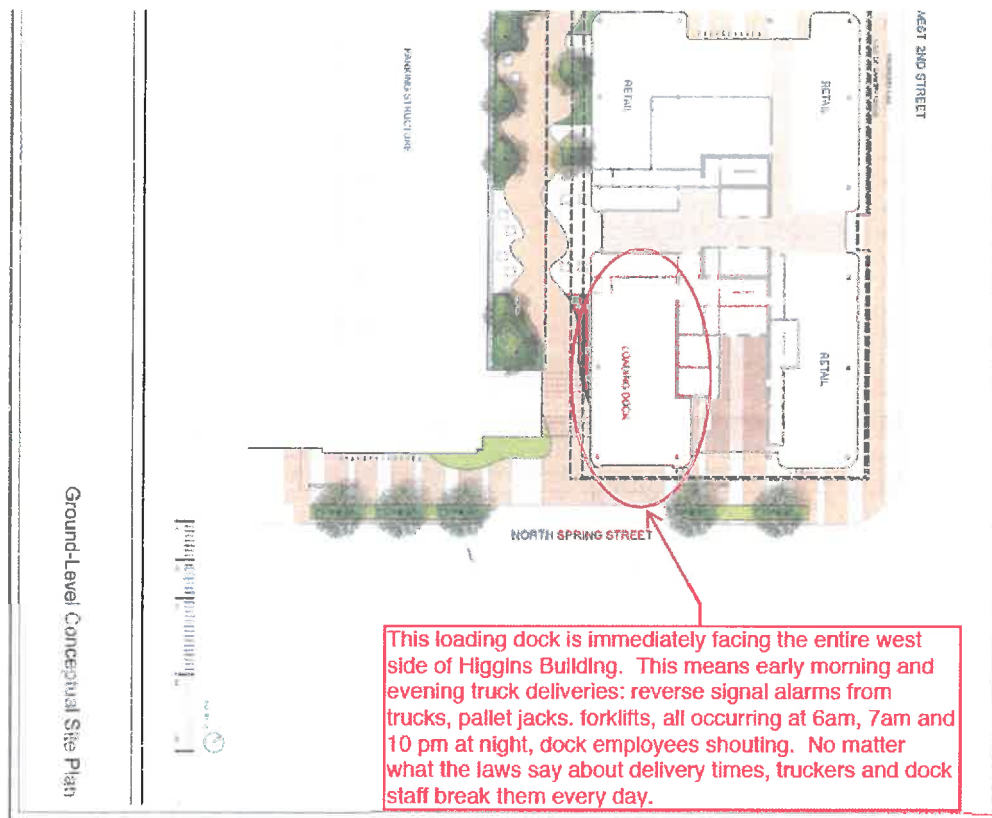 WEST 2ND STREET
PARKING STRUCTURE
RETAIL
RETAIL
LOADING DOCK
RETAIL
NORTH SPRING STREET
Ground-Level Conceptual Site Plan
This loading dock is immediately facing the entire west
side of Higgins Building. This means early morning and
evening truck deliveries: reverse signal alarms from
trucks, pallet jacks. forklifts, all occurring at 6am, 7am and
10 pm at night, dock employees shouting. No matter
what the laws say about delivery times, truckers and dock
staff break them every day.